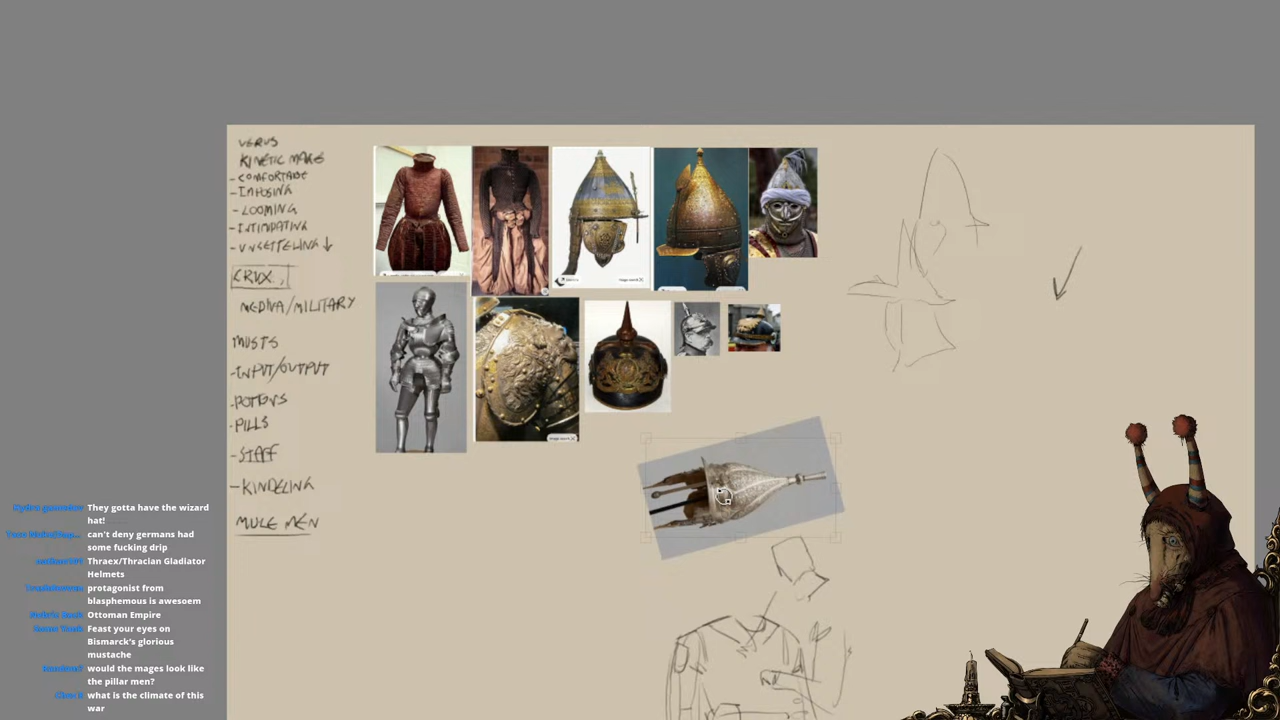 VERUS
KINETIC MAGE
- COMFORTABLE
- IMPOSING
- LOOMING
- INTIMIDATING
- UNSETTELING ↓
CRUX
MEDIVA/MILITARY
MUSTS
- INPUT/OUTPUT
- POTIONS
- PILLS
- STAFF
- KINDELING
MULE MEN
They gotta have the wizard
hat!
can't deny germans had
some fucking drip
Thraex/Thracian Gladiator
Helmets
protagonist from
blasphemous is awesoem
Ottoman Empire
Feast your eyes on
Bismarck's glorious
mustache
would the mages look like
the pillar men?
what is the climate of this
war